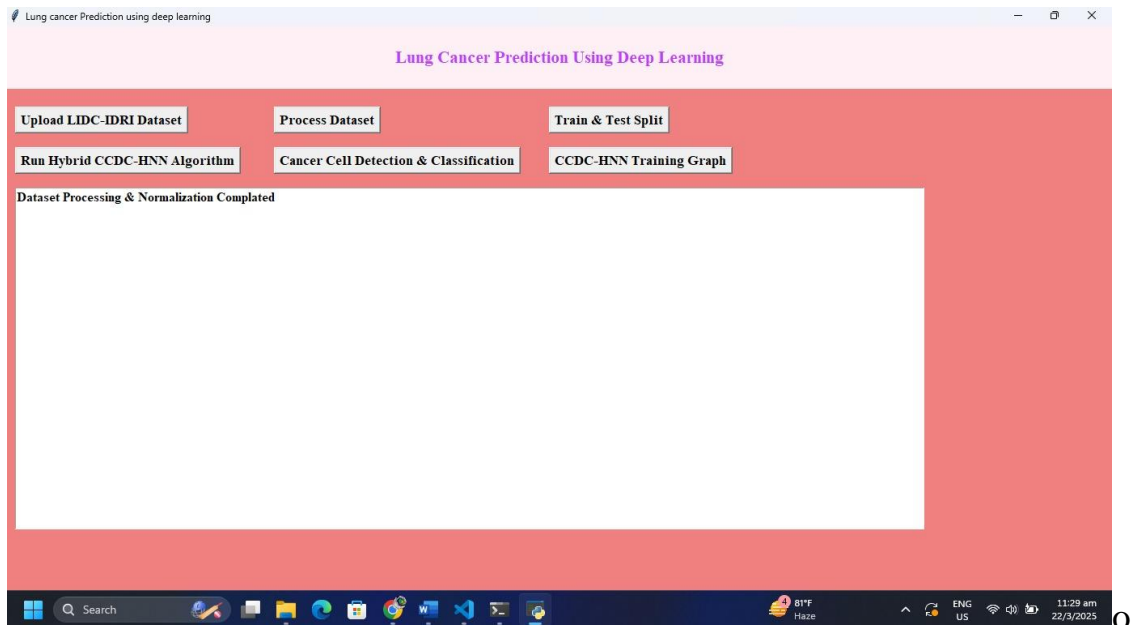 Lung cancer Prediction using deep learning
Lung Cancer Prediction Using Deep Learning
Upload LIDC-IDRI Dataset
Process Dataset
Train & Test Split
Run Hybrid CCDC-HNN Algorithm
Cancer Cell Detection & Classification
CCDC-HNN Training Graph
Dataset Processing & Normalization Complated
Search
4
81°F
Haze
ENG
US
11:29 am
22/3/2025
O